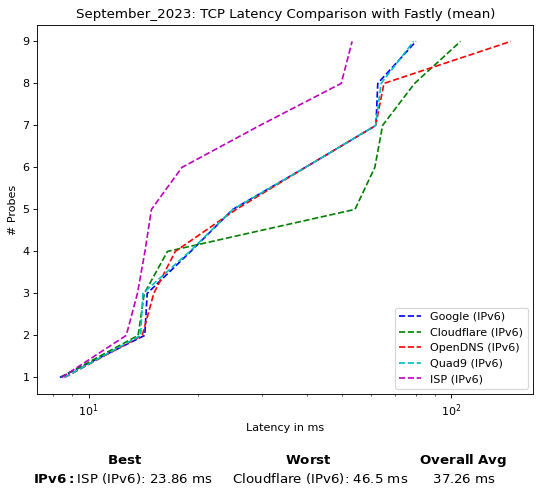 September_2023: TCP Latency Comparison with Fastly (mean)
9
8
7
6
5
4
3
2
1
# Probes
Google (IPv6)
Cloudflare (IPv6)
OpenDNS (IPv6)
Quad9 (IPv6)
ISP (IPv6)
10¹ 10²
Latency in ms
Best Worst Overall Avg
IPv6: ISP (IPv6): 23.86 ms Cloudflare (IPv6): 46.5 ms 37.26 ms